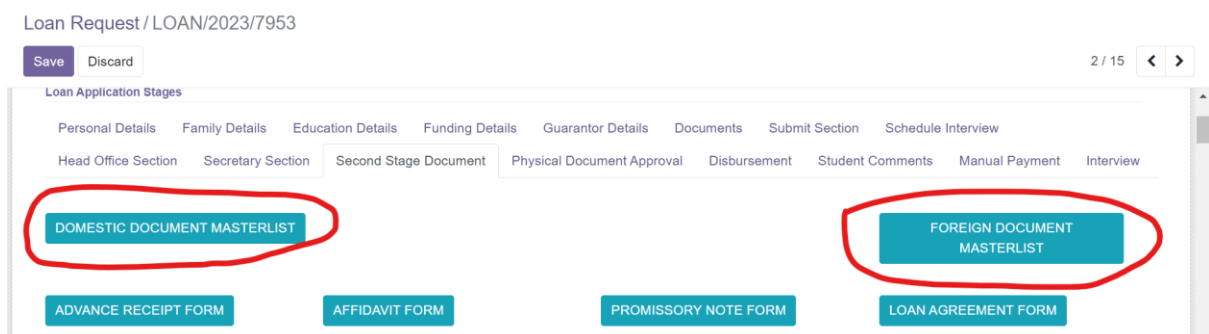 Loan Request / LOAN/2023/7953
Save Discard 2 / 15
Loan Application Stages
Personal Details Family Details Education Details Funding Details Guarantor Details Documents Submit Section Schedule Interview
Head Office Section Secretary Section Second Stage Document Physical Document Approval Disbursement Student Comments Manual Payment Interview
DOMESTIC DOCUMENT MASTERLIST
FOREIGN DOCUMENT
MASTERLIST
ADVANCE RECEIPT FORM AFFIDAVIT FORM PROMISSORY NOTE FORM LOAN AGREEMENT FORM